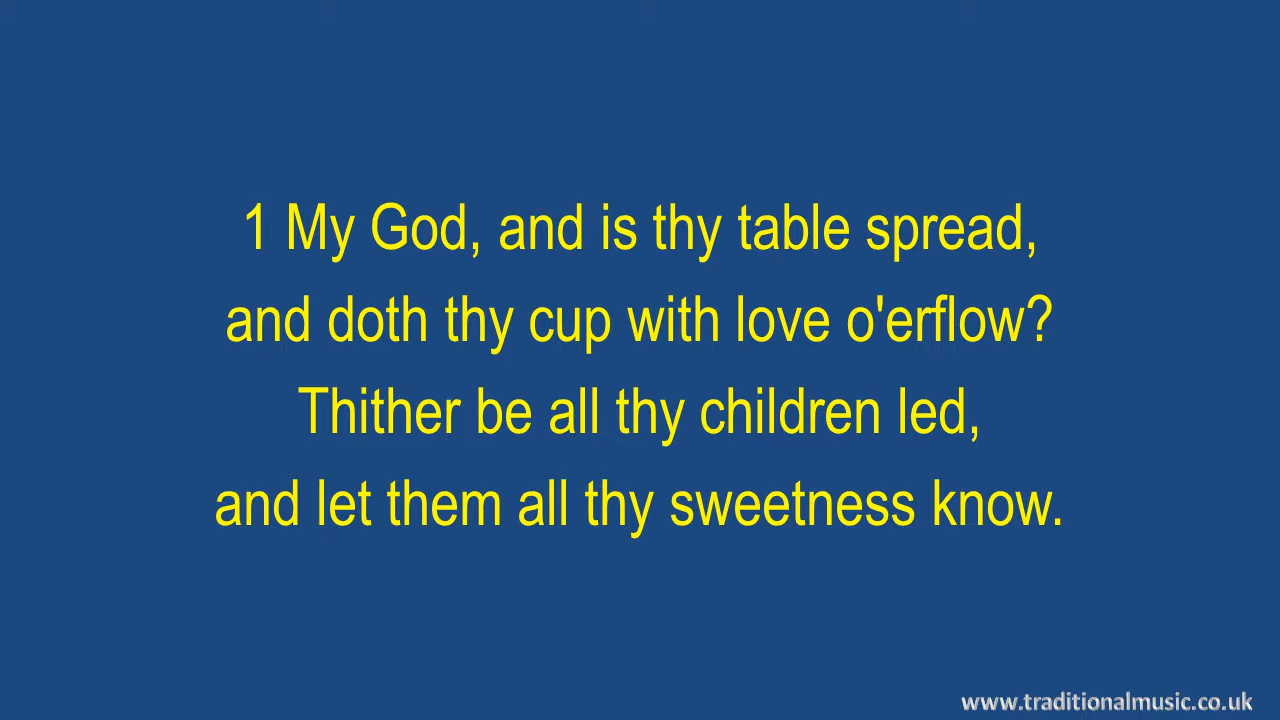 1 My God, and is thy table spread,
and doth thy cup with love o'erflow?
Thither be all thy children led,
and let them all thy sweetness know.
www.traditionalmusic.co.uk